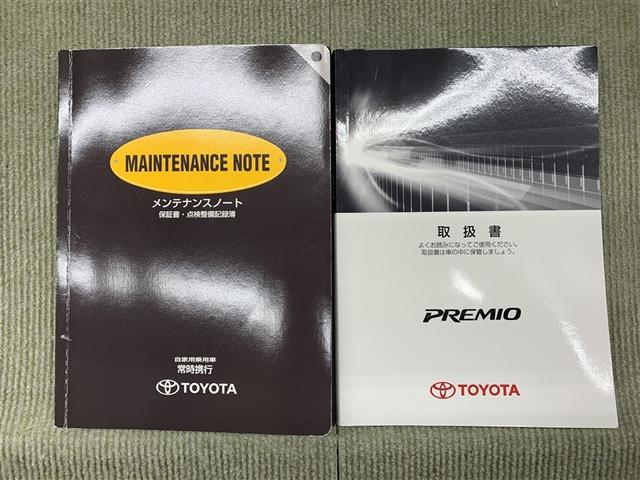 MAINTENANCE NOTE
メンテナンスノート
保証書・点検整備記録簿
自家用乗用車
常時携行
TOYOTA
取扱書
よくお読みになってご使用ください。
取扱書は車の中に保管しましょう。
PREMIO
TOYOTA